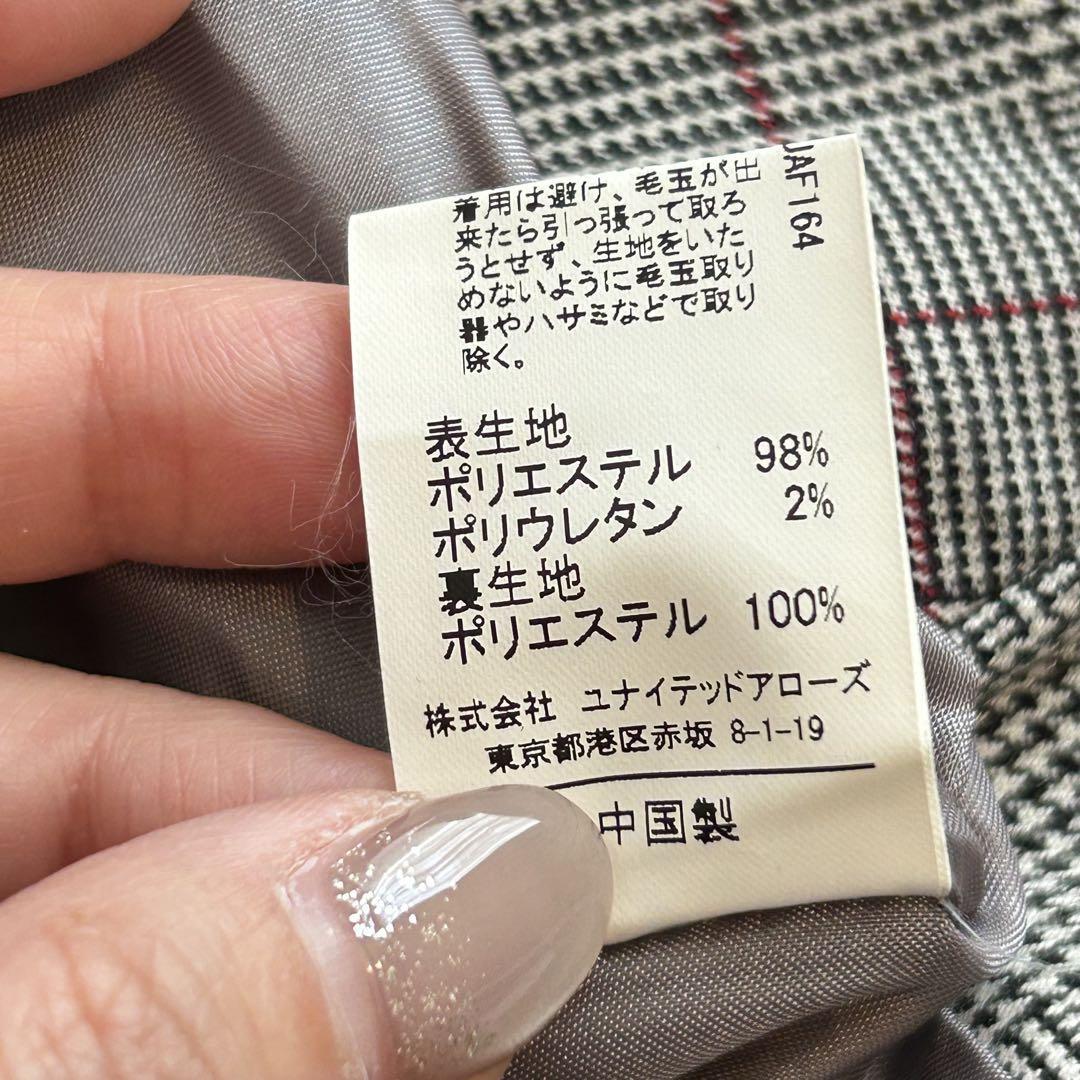 着用は避け、毛玉が出
来たら引っ張って取ろ
うとせず、生地をいた
めないように毛玉取り
器やハサミなどで取り
除く。
表生地
ポリエステル 98%
ポリウレタン 2%
裏生地
ポリエステル 100%
株式会社 ユナイテッドアローズ
東京都港区赤坂 8-1-19
中国製
JAF164